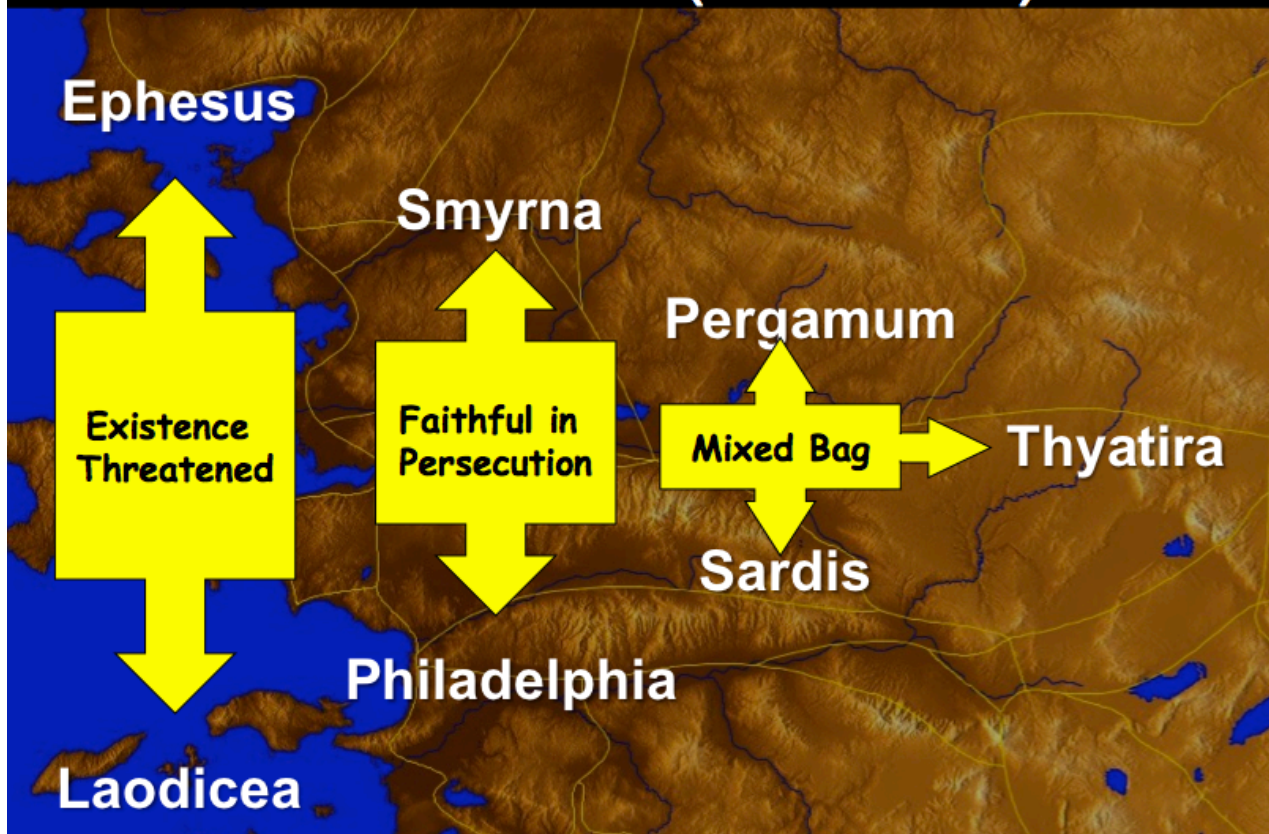 Ephesus
Smyrna
Pergamum
Existence
Threatened
Faithful in
Persecution
Mixed Bag
Thyatira
Sardis
Philadelphia
Laodicea